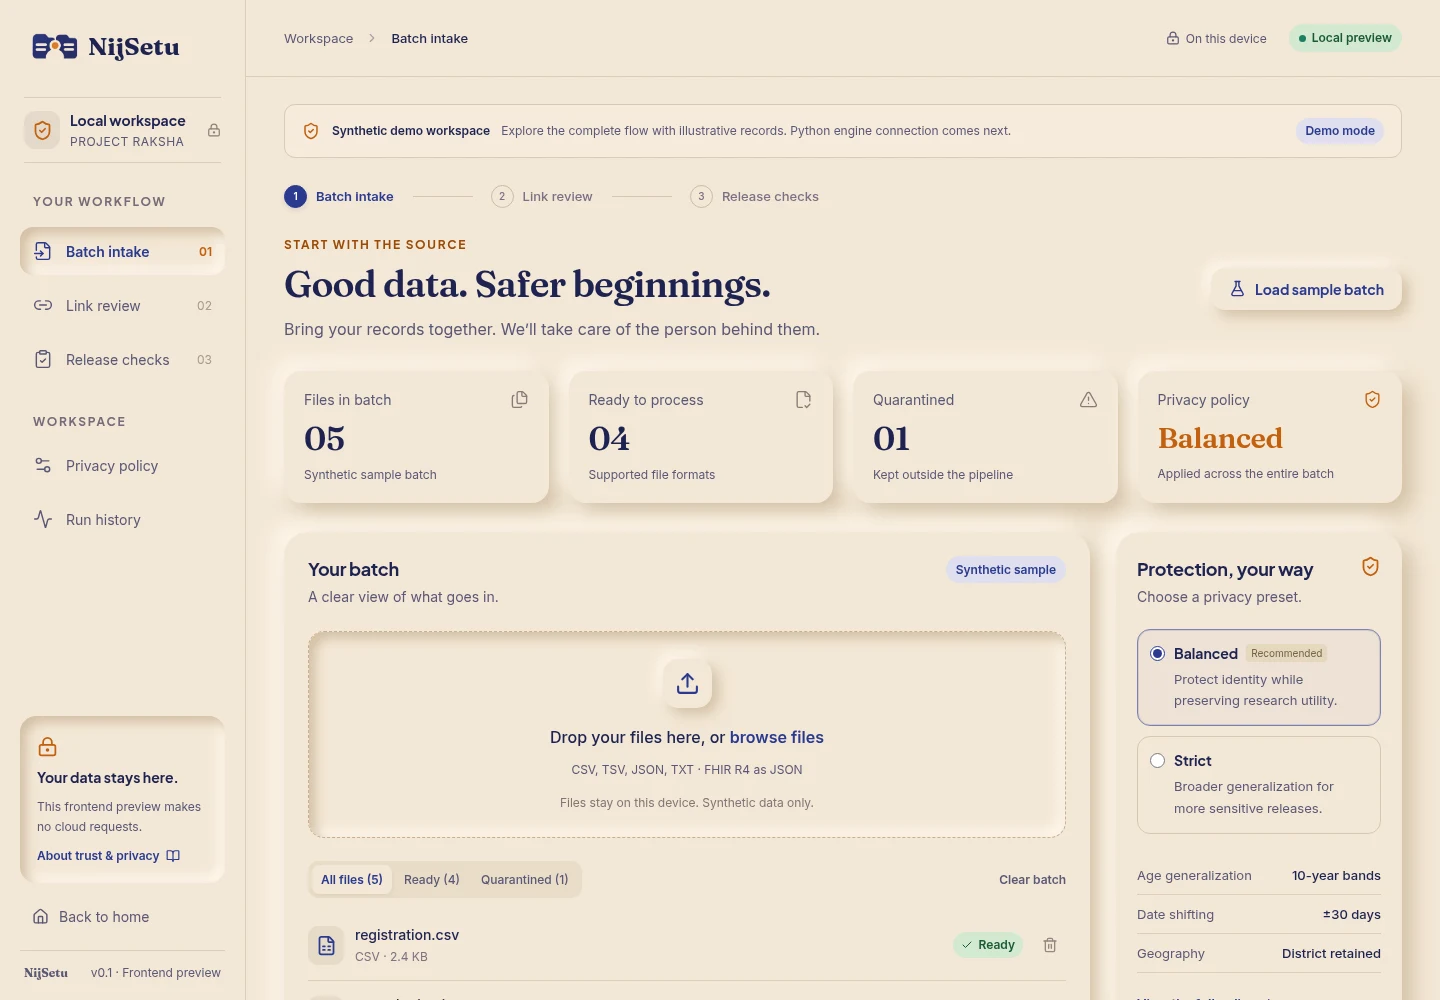 NijSetu
Workspace > Batch intake
On this device
Local preview
Local workspace
PROJECT RAKSHA
YOUR WORKFLOW
Batch intake 01
Link review 02
Release checks 03
WORKSPACE
Privacy policy
Run history
Your data stays here.
This frontend preview makes
no cloud requests.
About trust & privacy
Back to home
NijSetu v0.1 · Frontend preview
Synthetic demo workspace Explore the complete flow with illustrative records. Python engine connection comes next.
Demo mode
1 Batch intake 2 Link review 3 Release checks
START WITH THE SOURCE
Good data. Safer beginnings.
Bring your records together. We’ll take care of the person behind them.
Load sample batch
Files in batch
05
Synthetic sample batch
Ready to process
04
Supported file formats
Quarantined
01
Kept outside the pipeline
Privacy policy
Balanced
Applied across the entire batch
Your batch
Synthetic sample
A clear view of what goes in.
Drop your files here, or browse files
CSV, TSV, JSON, TXT · FHIR R4 as JSON
Files stay on this device. Synthetic data only.
All files (5) Ready (4) Quarantined (1)
Clear batch
registration.csv
CSV · 2.4 KB
Ready
Protection, your way
Choose a privacy preset.
Balanced Recommended
Protect identity while
preserving research utility.
Strict
Broader generalization for
more sensitive releases.
Age generalization 10-year bands
Date shifting ±30 days
Geography District retained